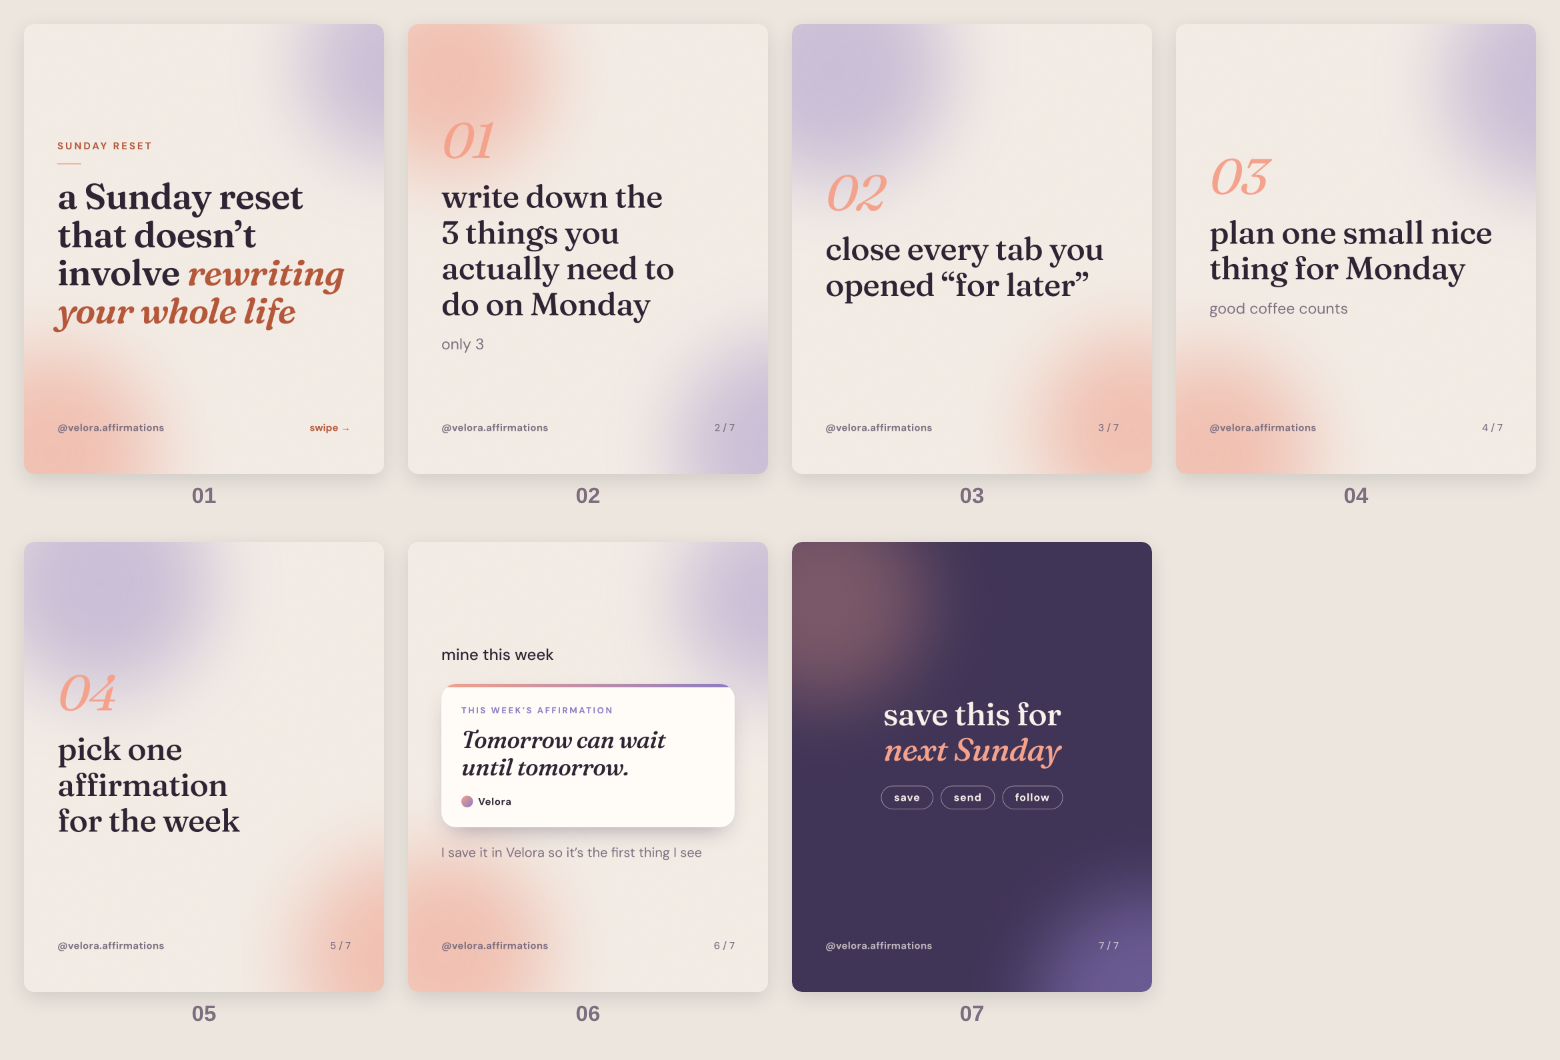 SUNDAY RESET
a Sunday reset
that doesn’t
involve rewriting
your whole life
@velora.affirmations
swipe →
01
01
write down the
3 things you
actually need to
do on Monday
only 3
@velora.affirmations
2 / 7
02
02
close every tab you
opened “for later”
@velora.affirmations
3 / 7
03
03
plan one small nice
thing for Monday
good coffee counts
@velora.affirmations
4 / 7
04
04
pick one
affirmation
for the week
@velora.affirmations
5 / 7
05
mine this week
THIS WEEK’S AFFIRMATION
Tomorrow can wait
until tomorrow.
Velora
I save it in Velora so it’s the first thing I see
@velora.affirmations
6 / 7
06
save this for
next Sunday
save send follow
@velora.affirmations
7 / 7
07